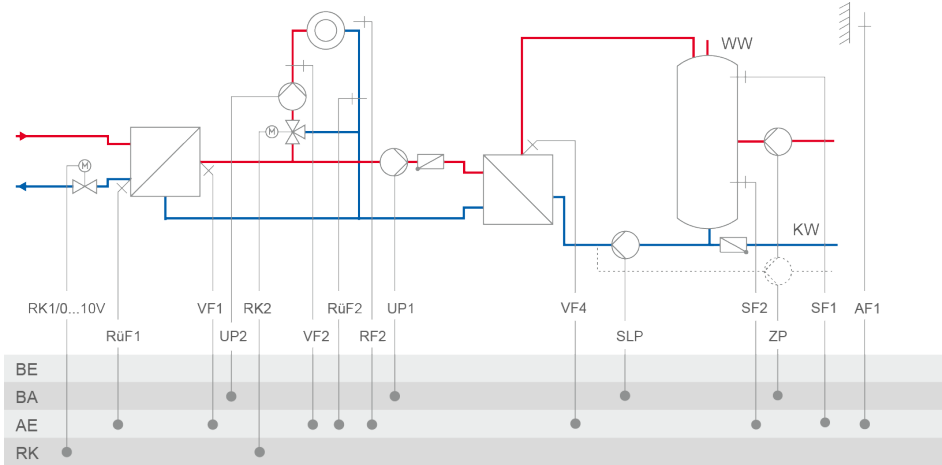 WW
M
M
KW
RK1/0...10V VF1 RK2 RüF2 UP1 VF4 SF2 SF1 AF1
RüF1 UP2 VF2 RF2 SLP ZP
BE
BA
AE
RK